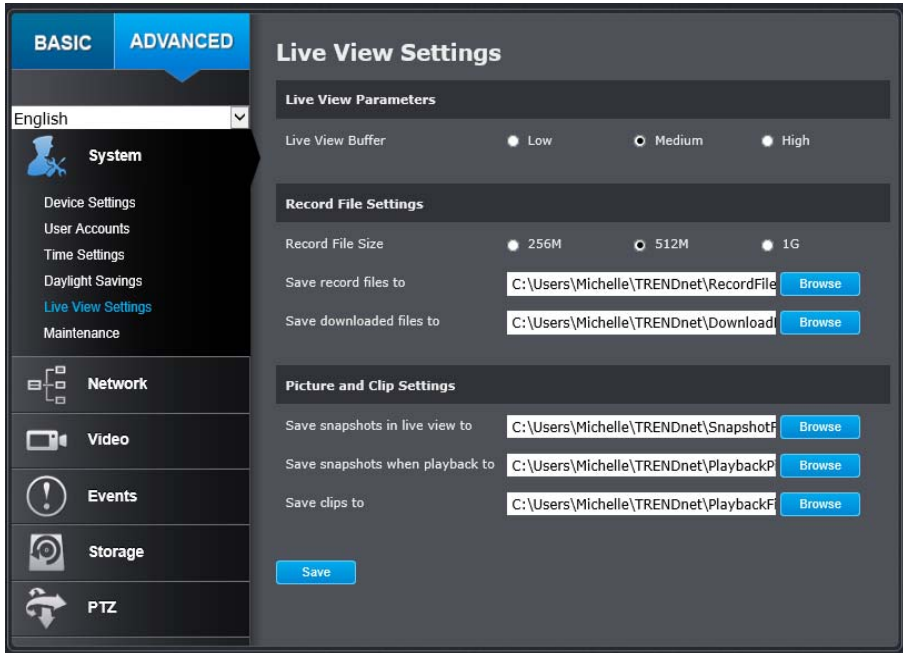 BASIC
ADVANCED
English
System
Device Settings
User Accounts
Time Settings
Daylight Savings
Live View Settings
Maintenance
Network
Video
Events
Storage
PTZ
Live View Settings
Live View Parameters
Live View Buffer Low Medium High
Record File Settings
Record File Size 256M 512M 1G
Save record files to C:\Users\Michelle\TRENDnet\RecordFile Browse
Save downloaded files to C:\Users\Michelle\TRENDnet\Download Browse
Picture and Clip Settings
Save snapshots in live view to C:\Users\Michelle\TRENDnet\Snapshot Browse
Save snapshots when playback to C:\Users\Michelle\TRENDnet\PlaybackP Browse
Save clips to C:\Users\Michelle\TRENDnet\PlaybackF Browse
Save